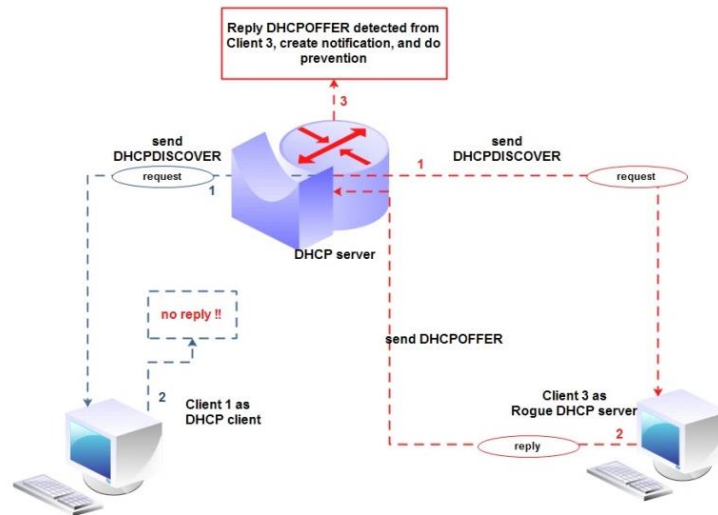 Reply DHCPOFFER detected from
Client 3, create notification, and do
prevention
3
send
DHCPDISCOVER
request
1
1
send
DHCPDISCOVER
request
DHCP server
no reply !!
2
Client 1 as
DHCP client
send DHCPOFFER
Client 3 as
Rogue DHCP server
reply
2